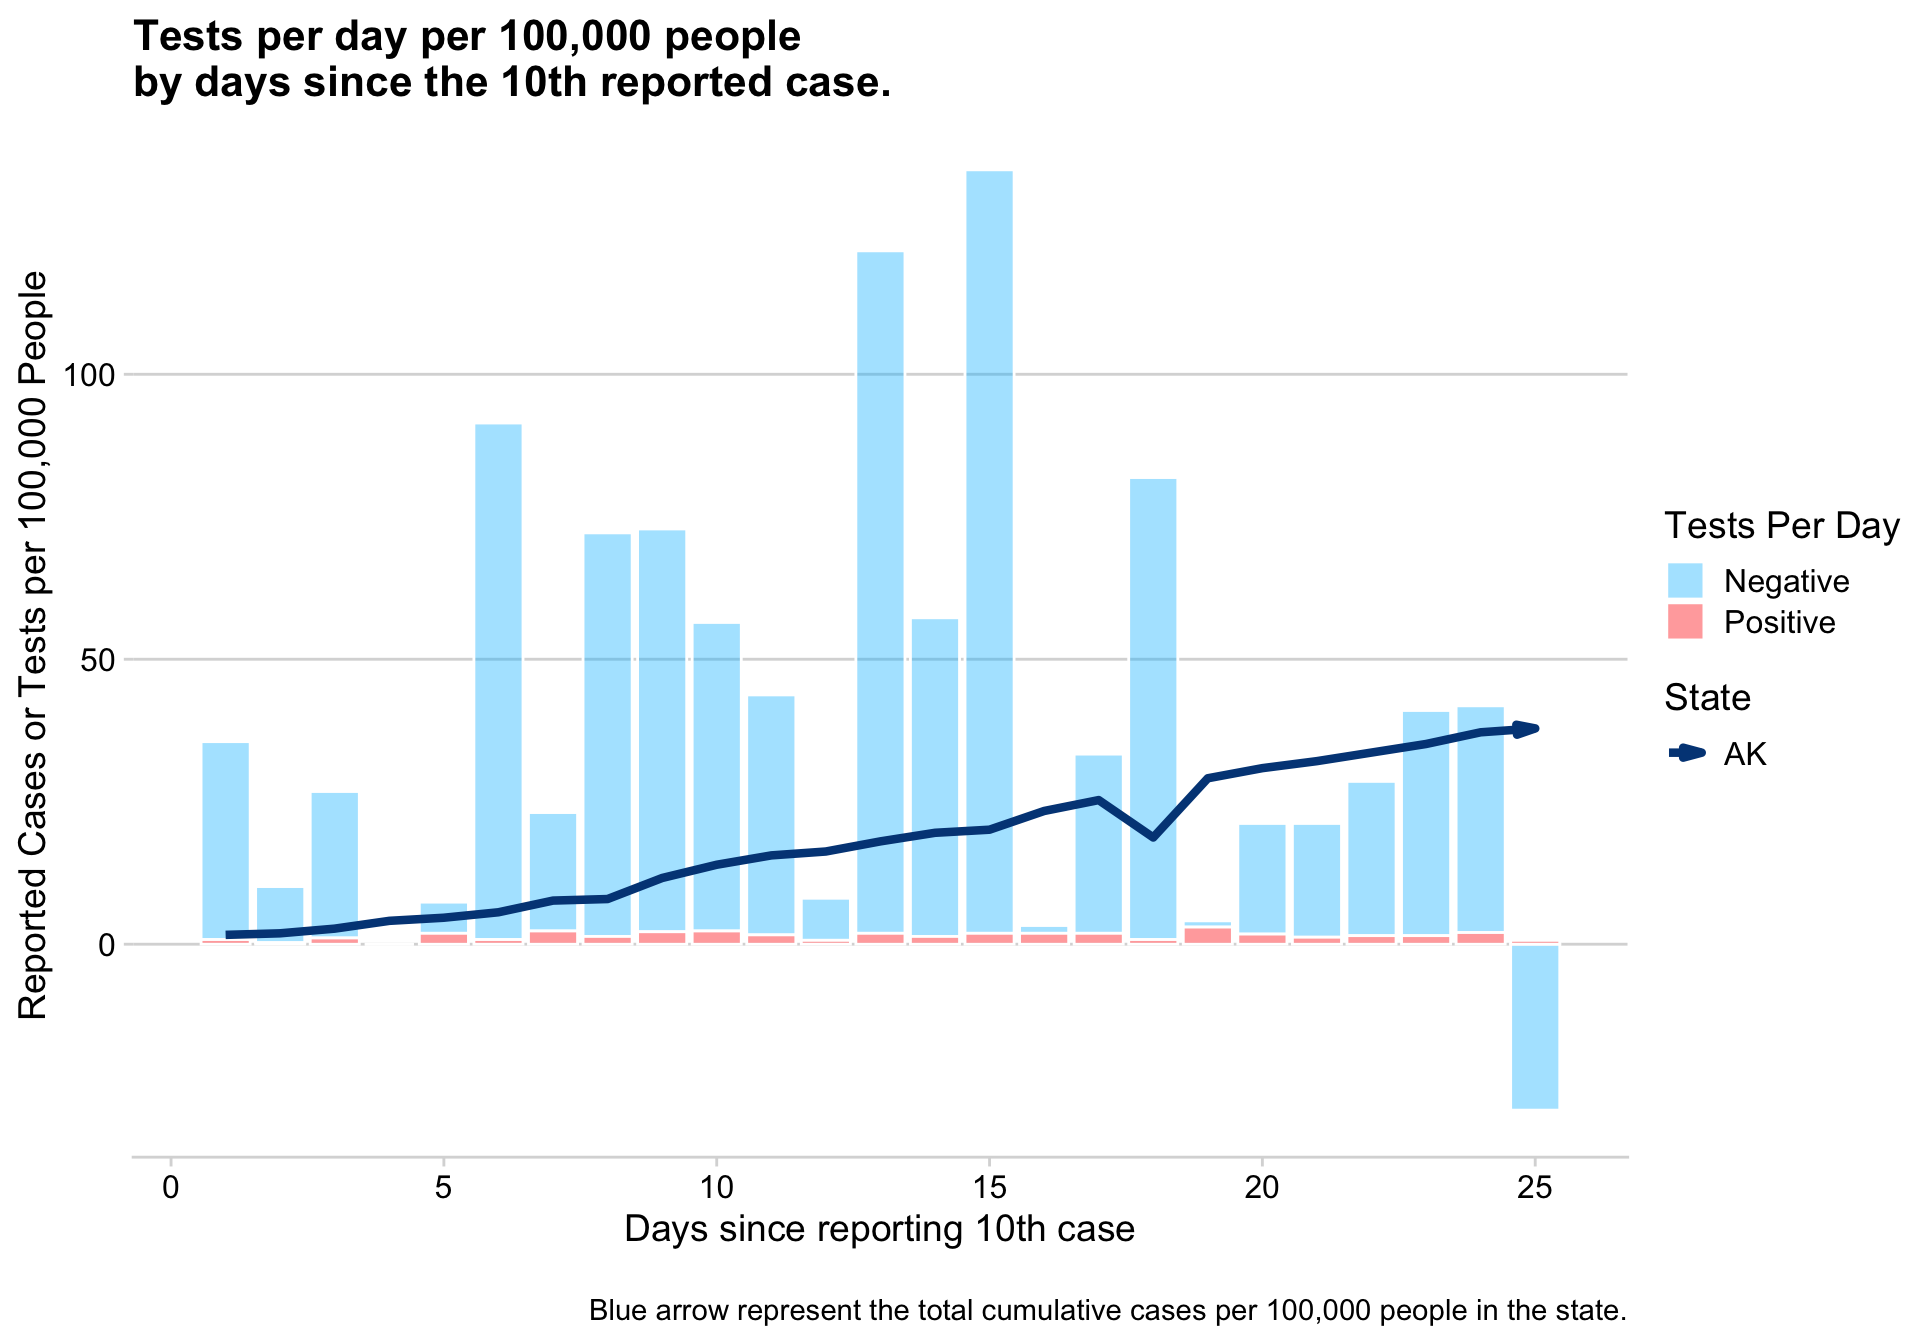 Tests per day per 100,000 people
by days since the 10th reported case.
Reported Cases or Tests per 100,000 People
100
50
0
0
5
10
15
20
25
Days since reporting 10th case
Tests Per Day
Negative
Positive
State
AK
Blue arrow represent the total cumulative cases per 100,000 people in the state.